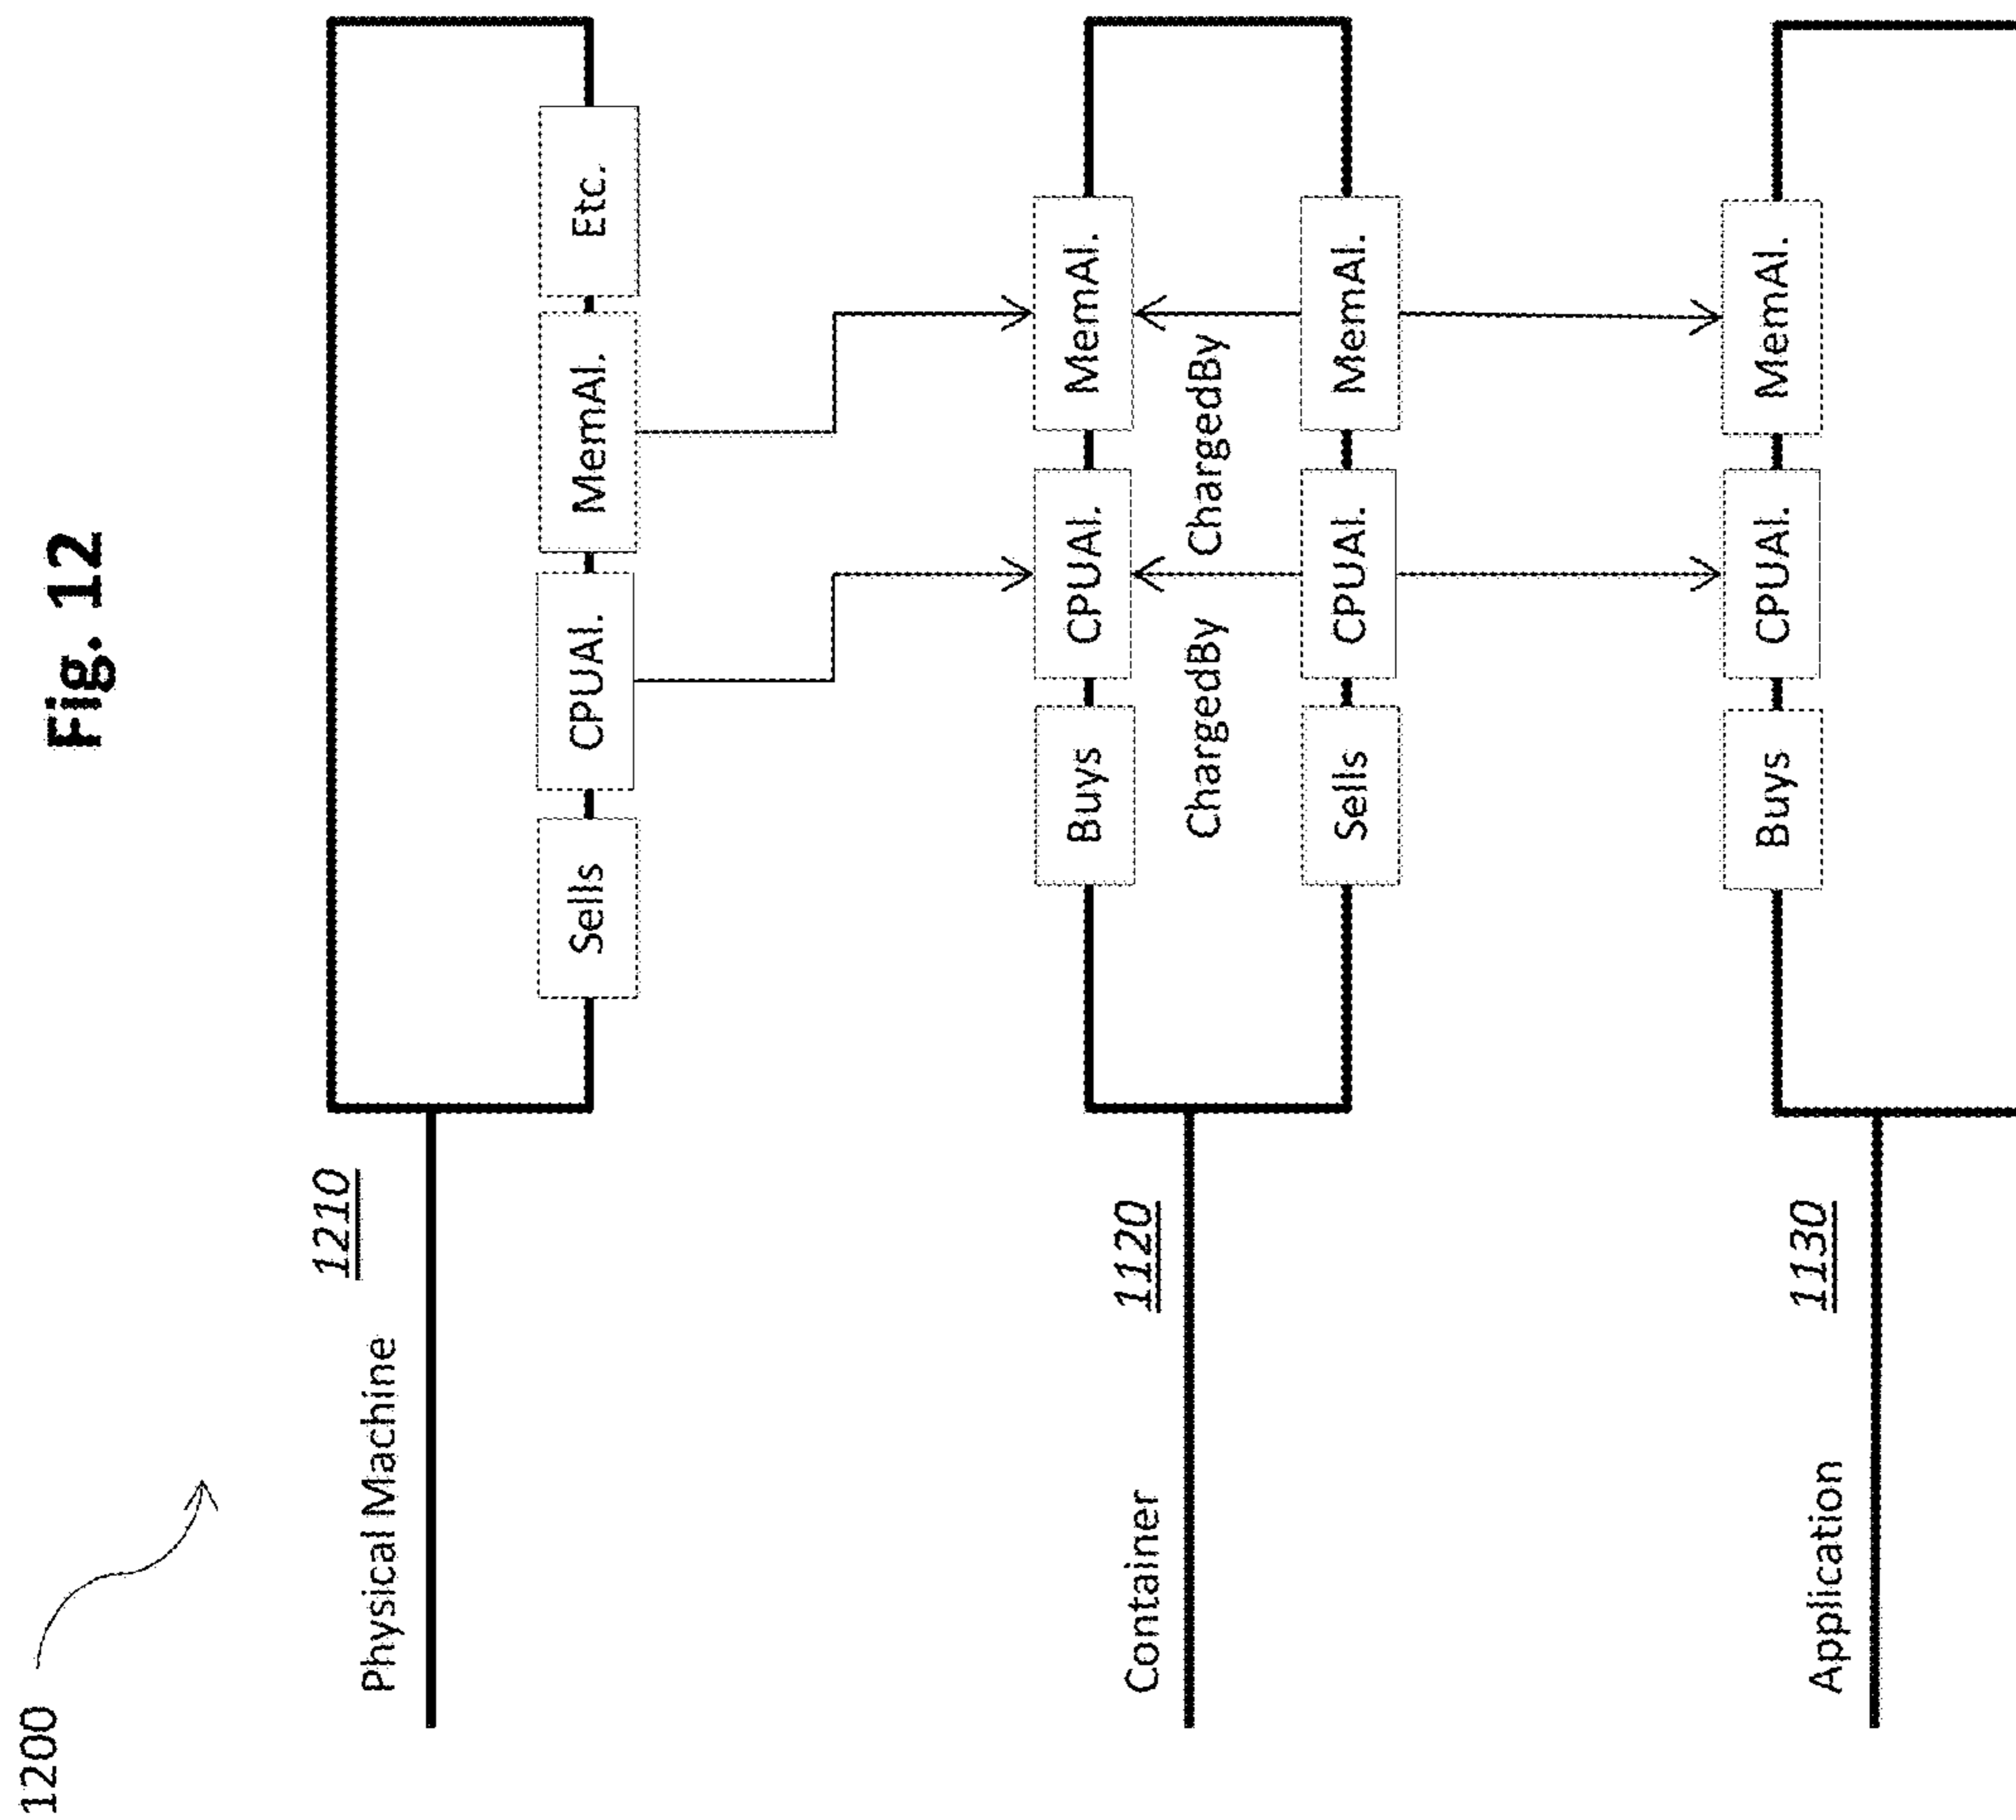 Fig. 12
1200
Physical Machine
1210
Sells
CPUAl.
MemAl.
Etc.
Container
1120
Buys
CPUAl.
MemAl.
ChargedBy
ChargedBy
Sells
CPUAl.
MemAl.
Application
1130
Buys
CPUAl.
MemAl.